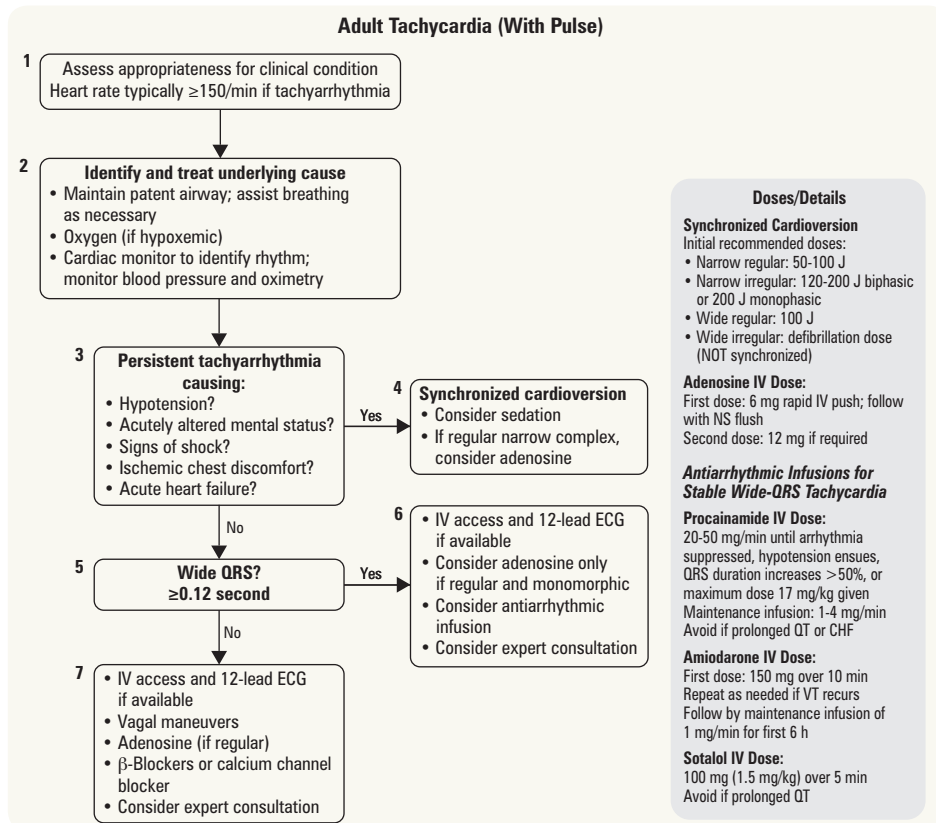 Adult Tachycardia (With Pulse)
1
Assess appropriateness for clinical condition
Heart rate typically ≥150/min if tachyarrhythmia
2
Identify and treat underlying cause
• Maintain patent airway; assist breathing
as necessary
• Oxygen (if hypoxemic)
• Cardiac monitor to identify rhythm;
monitor blood pressure and oximetry
3
Persistent tachyarrhythmia
causing:
• Hypotension?
• Acutely altered mental status?
• Signs of shock?
• Ischemic chest discomfort?
• Acute heart failure?
Yes
4
Synchronized cardioversion
• Consider sedation
• If regular narrow complex,
consider adenosine
No
5
Wide QRS?
≥0.12 second
Yes
6
• IV access and 12-lead ECG
if available
• Consider adenosine only
if regular and monomorphic
• Consider antiarrhythmic
infusion
• Consider expert consultation
No
7
• IV access and 12-lead ECG
if available
• Vagal maneuvers
• Adenosine (if regular)
• β-Blockers or calcium channel
blocker
• Consider expert consultation
Doses/Details
Synchronized Cardioversion
Initial recommended doses:
• Narrow regular: 50-100 J
• Narrow irregular: 120-200 J biphasic
or 200 J monophasic
• Wide regular: 100 J
• Wide irregular: defibrillation dose
(NOT synchronized)
Adenosine IV Dose:
First dose: 6 mg rapid IV push; follow
with NS flush
Second dose: 12 mg if required
Antiarrhythmic Infusions for
Stable Wide-QRS Tachycardia
Procainamide IV Dose:
20-50 mg/min until arrhythmia
suppressed, hypotension ensues,
QRS duration increases >50%, or
maximum dose 17 mg/kg given
Maintenance infusion: 1-4 mg/min
Avoid if prolonged QT or CHF
Amiodarone IV Dose:
First dose: 150 mg over 10 min
Repeat as needed if VT recurs
Follow by maintenance infusion of
1 mg/min for first 6 h
Sotalol IV Dose:
100 mg (1.5 mg/kg) over 5 min
Avoid if prolonged QT